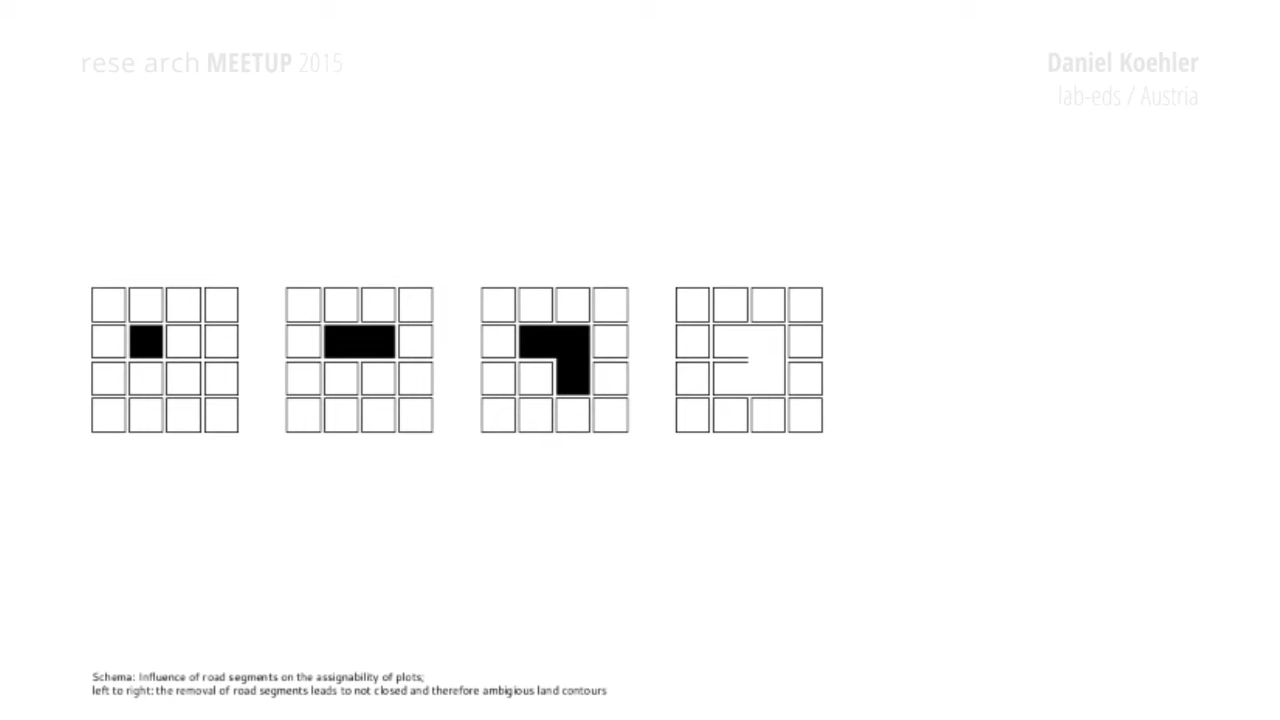 rese arch MEETUP 2015
Daniel Koehler
lab-eds / Austria
Schema: Influence of road segments on the assignability of plots;
left to right: the removal of road segments leads to not closed and therefore ambigious land contours